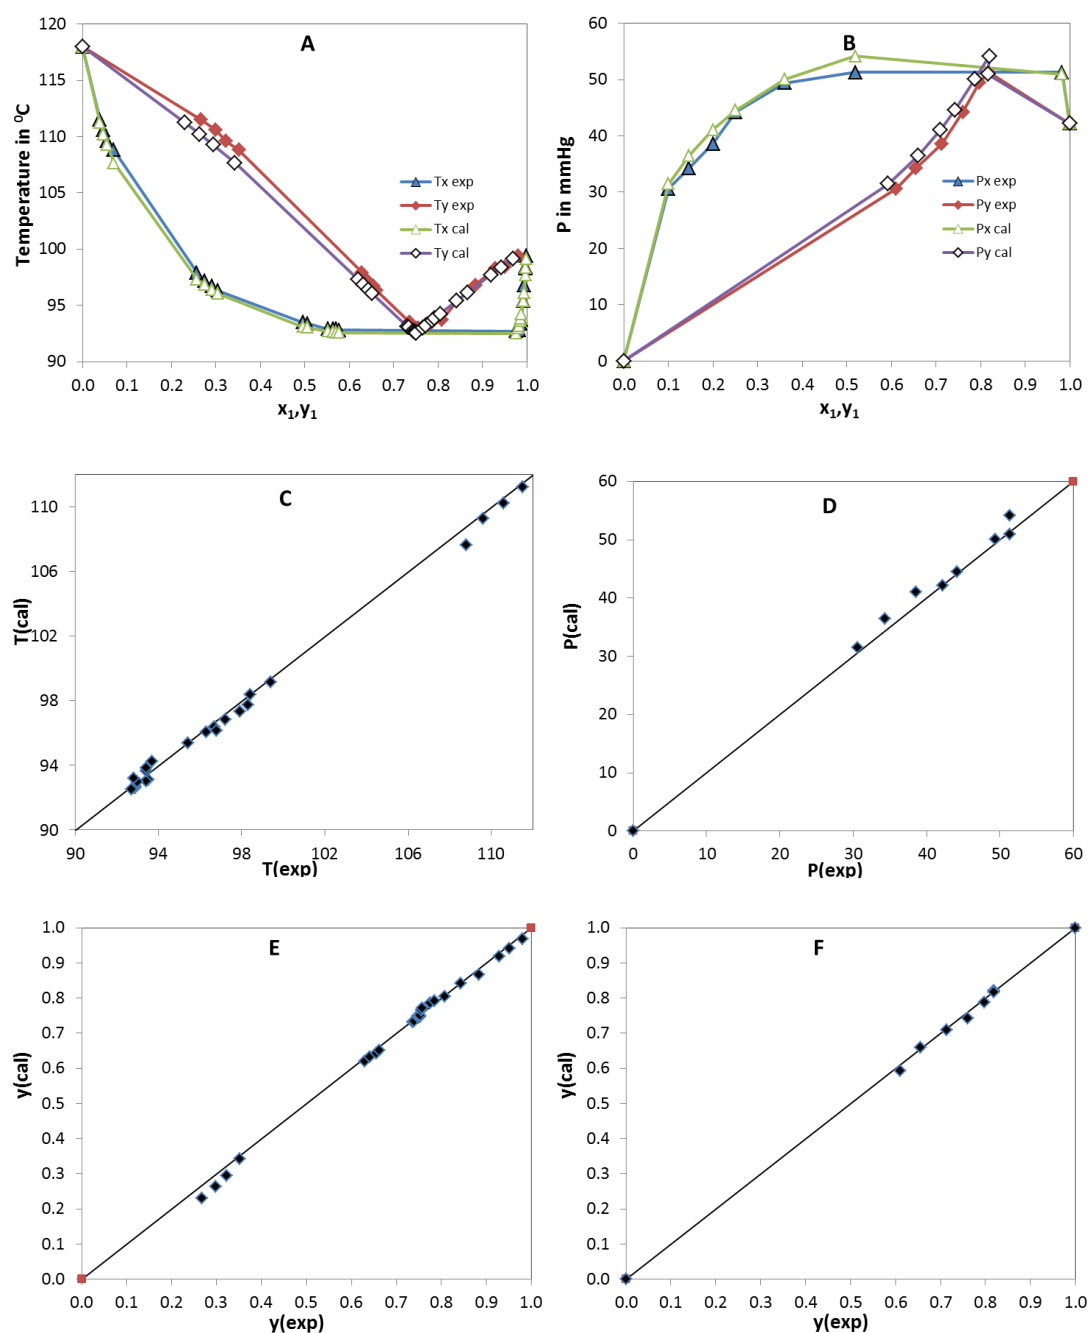 A
Temperature in ⁰C
120
115
110
105
100
95
90
0.0 0.1 0.2 0.3 0.4 0.5 0.6 0.7 0.8 0.9 1.0
x₁,y₁
Tx exp
Ty exp
Tx cal
Ty cal
B
P in mmHg
60
50
40
30
20
10
0
0.0 0.1 0.2 0.3 0.4 0.5 0.6 0.7 0.8 0.9 1.0
x₁,y₁
Px exp
Py exp
Px cal
Py cal
C
T(cal)
110
106
102
98
94
90
90 94 98 102 106 110
T(exp)
D
P(cal)
60
50
40
30
20
10
0
0 10 20 30 40 50 60
P(exp)
E
y(cal)
1.0
0.9
0.8
0.7
0.6
0.5
0.4
0.3
0.2
0.1
0.0
0.0 0.1 0.2 0.3 0.4 0.5 0.6 0.7 0.8 0.9 1.0
y(exp)
F
y(cal)
1.0
0.9
0.8
0.7
0.6
0.5
0.4
0.3
0.2
0.1
0.0
0.0 0.1 0.2 0.3 0.4 0.5 0.6 0.7 0.8 0.9 1.0
y(exp)